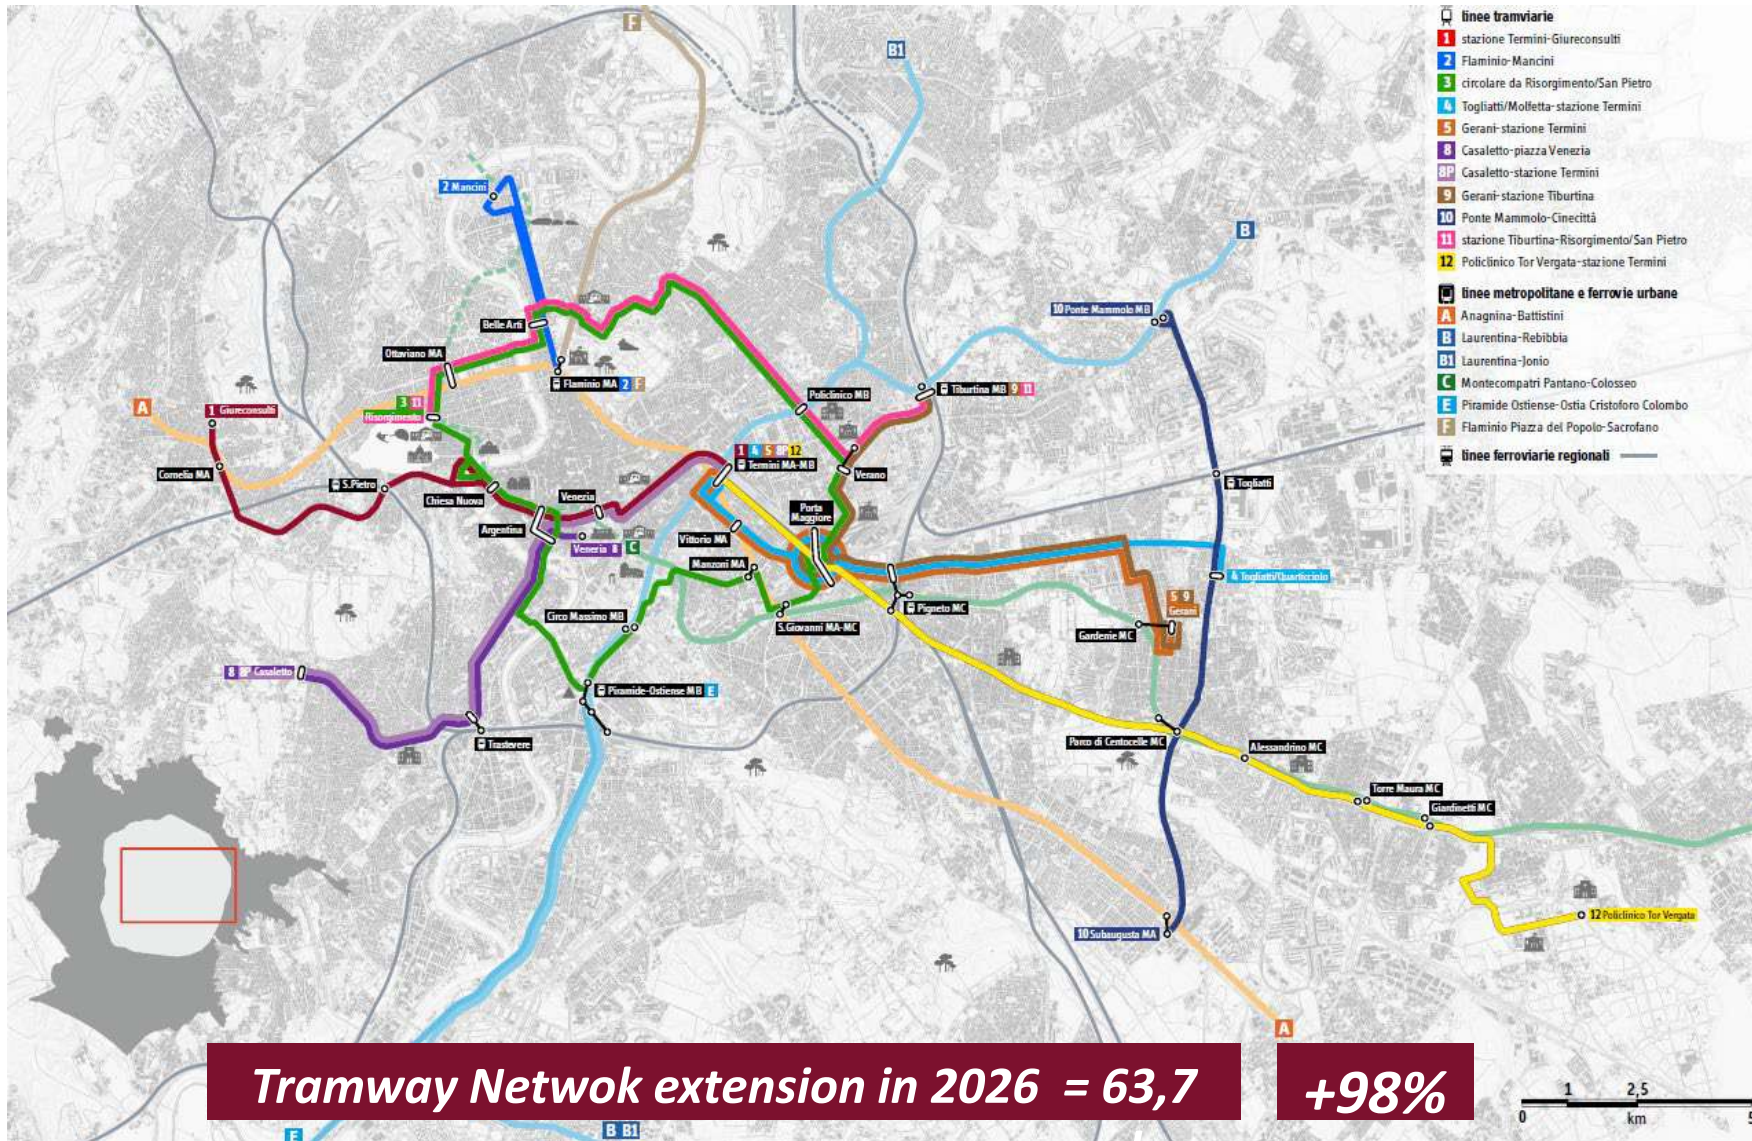 linee tramviarie
1 stazione Termini-Giureconsulti
2 Flaminio-Mancini
3 circolare da Risorgimento/San Pietro
4 Togliatti/Molfetta-stazione Termini
5 Gerani-stazione Termini
8 Casaletto-piazza Venezia
8P Casaletto-stazione Termini
9 Gerani-stazione Tiburtina
10 Ponte Mammolo-Cinecittà
11 stazione Tiburtina-Risorgimento/San Pietro
12 Policlinico Tor Vergata-stazione Termini
linee metropolitane e ferrovie urbane
A Anagnina-Battistini
B Laurentina-Rebibbia
B1 Laurentina-Jonio
C Montecompatri Pantano-Colosseo
E Piramide Ostiense-Ostia Cristoforo Colombo
F Flaminio Piazza del Popolo-Sacrofano
linee ferroviarie regionali
F
B1
2 Mancini
B
10 Ponte Mammolo MB
Belle Arti
Ottaviano MA
Flaminio MA 2 F
Tiburtina MB 9 11
Policlinico MB
A
1 Giureconsulti
3 11
Risorgimento
1 4 5 8P 12
Termini MA-MB
Cornelia MA
S.Pietro
Verano
Togliatti
Chiesa Nuova
Venezia
Porta
Maggiore
Argentina
Vittorio MA
Venezia 8
C
Manzoni MA
4 Togliatti/Quarticciolo
5 9
Gerani
Circo Massimo MB
S.Giovanni MA-MC
Pigneto MC
Gardenie MC
8 8P Casaletto
Piramide-Ostiense MB E
Trastevere
Parco di Centocelle MC
Alessandrino MC
Torre Maura MC
Giardinetti MC
12 Policlinico Tor Vergata
10 Subaugusta MA
A
Tramway Netwok extension in 2026 = 63,7
+98%
1 2,5
0 km 5
E
B B1